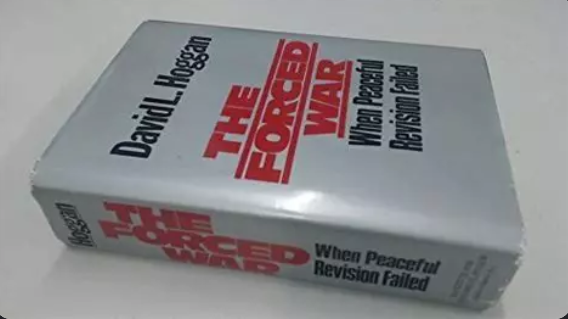 David L. Hoggan
THE
FORCED
WAR
When Peaceful
Revision Failed
Hoggan
THE
FORCED
WAR
When Peaceful
Revision Failed